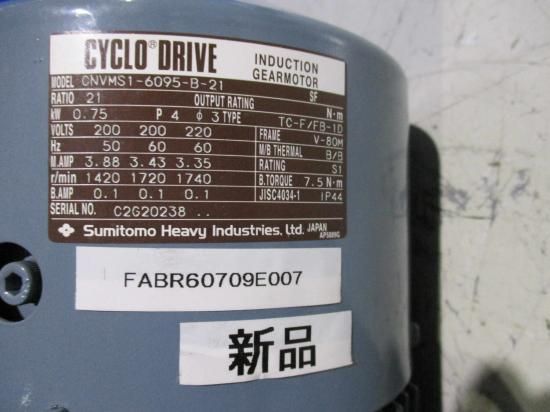 CYCLO® DRIVE INDUCTION GEARMOTOR
MODEL CNVMS1-6095-B-21
RATIO 21 OUTPUT RATING SF N·m
kW 0.75 P 4 φ 3 TYPE TC-F/FB-1D
VOLTS 200 200 220 FRAME V-80M
Hz 50 60 60 M/B THERMAL B/B
M.AMP 3.88 3.43 3.35 RATING S1
r/min 1420 1720 1740 B.TORQUE 7.5 N·m
B.AMP 0.1 0.1 0.1 JISC4034-1 IP44
SERIAL NO. C2G20238 ..
Sumitomo Heavy Industries, Ltd. JAPAN
FABR60709E007
新品